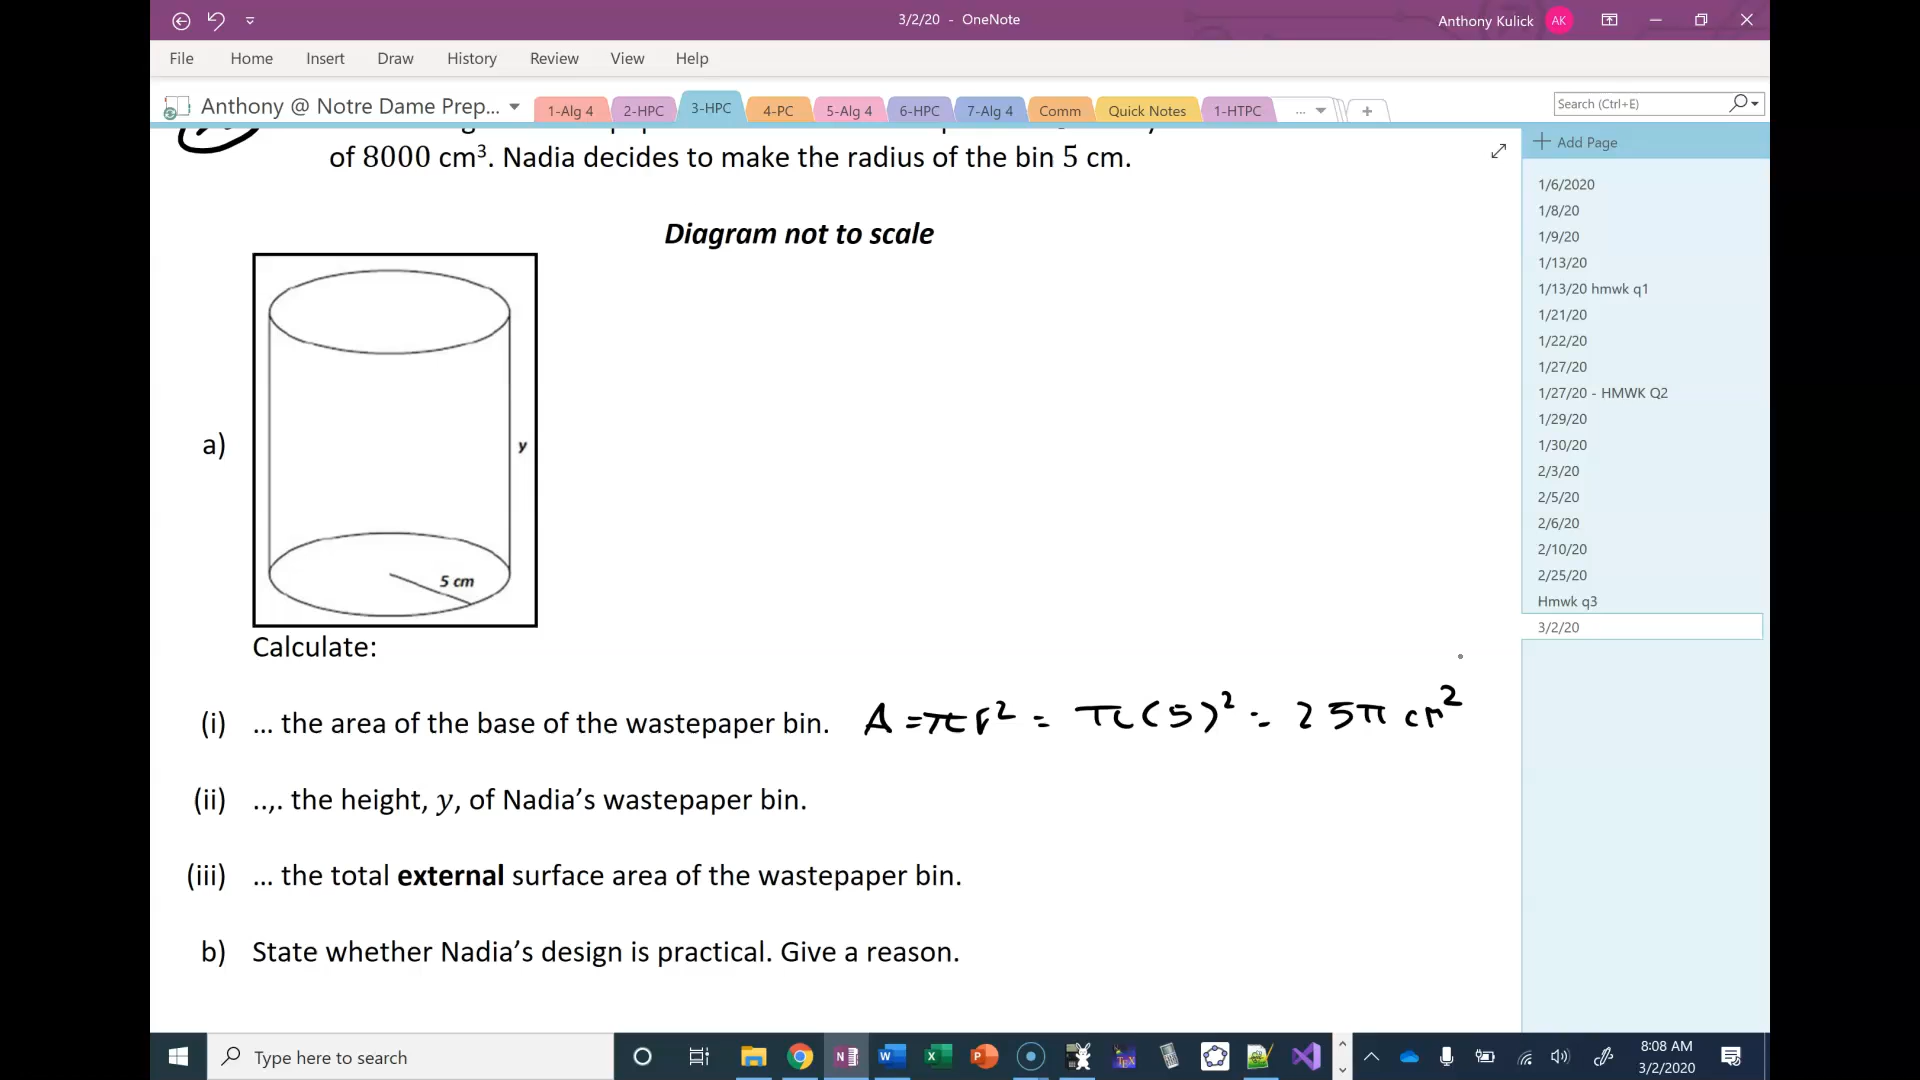 3/2/20 - OneNote
Anthony Kulick AK
File Home Insert Draw History Review View Help
Anthony @ Notre Dame Prep... 1-Alg 4 2-HPC 3-HPC 4-PC 5-Alg 4 6-HPC 7-Alg 4 Comm Quick Notes 1-HTPC ... Search (Ctrl+E)
of 8000 cm³. Nadia decides to make the radius of the bin 5 cm.
Diagram not to scale
a)
y
5 cm
Calculate:
(i) ... the area of the base of the wastepaper bin. A = πr² = π(5)² = 25π cm²
(ii) ..,. the height, y, of Nadia’s wastepaper bin.
(iii) ... the total external surface area of the wastepaper bin.
b) State whether Nadia’s design is practical. Give a reason.
Add Page
1/6/2020
1/8/20
1/9/20
1/13/20
1/13/20 hmwk q1
1/21/20
1/22/20
1/27/20
1/27/20 - HMWK Q2
1/29/20
1/30/20
2/3/20
2/5/20
2/6/20
2/10/20
2/25/20
Hmwk q3
3/2/20
Type here to search
8:08 AM
3/2/2020